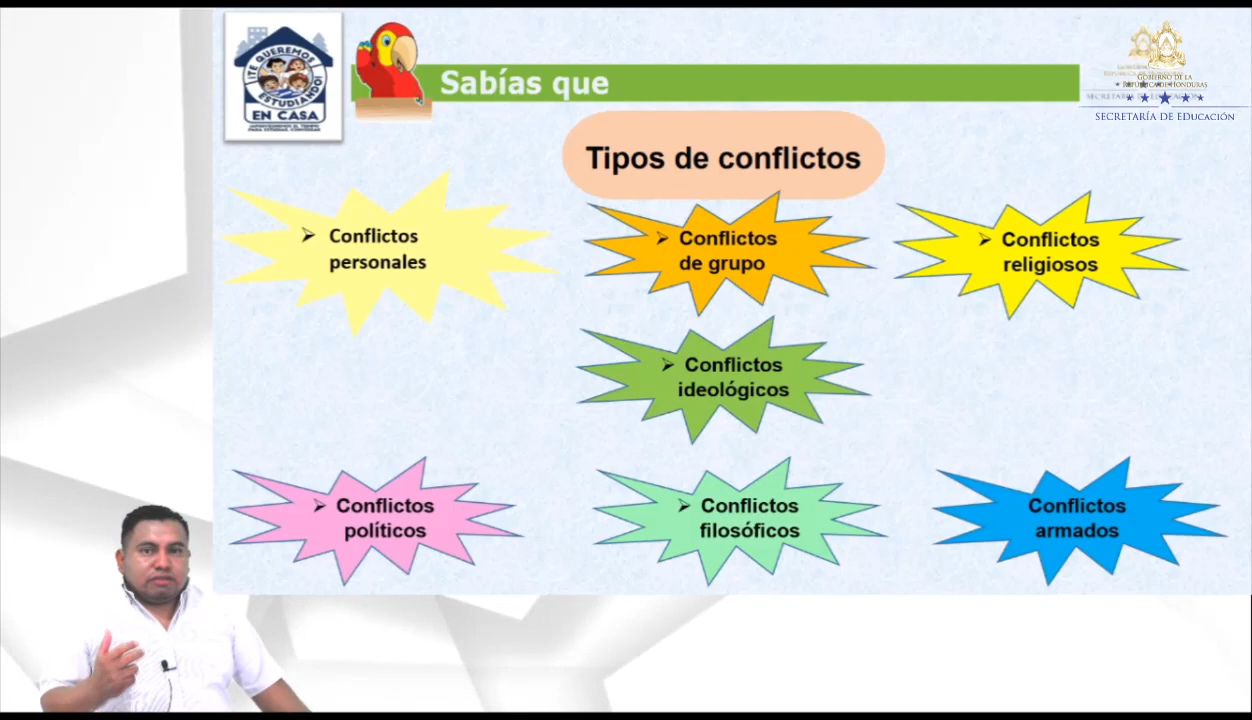 ¡TE QUEREMOS
ESTUDIANDO!
EN CASA
Sabías que
GOBIERNO DE LA
REPÚBLICA DE HONDURAS
SECRETARÍA DE EDUCACIÓN
Tipos de conflictos
➢ Conflictos
personales
➢ Conflictos
de grupo
➢ Conflictos
religiosos
➢ Conflictos
ideológicos
➢ Conflictos
políticos
➢ Conflictos
filosóficos
Conflictos
armados